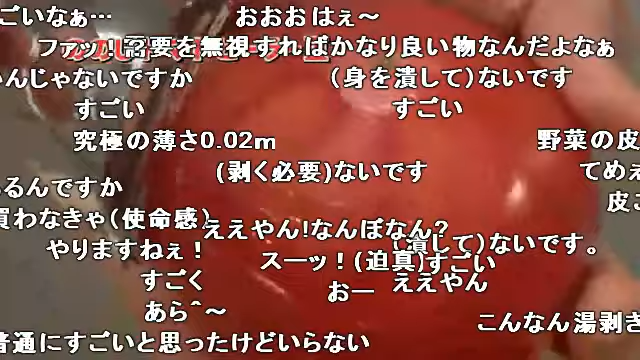 ごいなぁ… おおおはぇ～
ファッ！需要を無視すればかなり良い物なんだよなぁ
んじゃないですか （身を潰して)ないです
すごい すごい
究極の薄さ0.02m 野菜の皮
(剥く必要)ないです てめぇ
るんですか 皮こ
買わなきゃ(使命感) ええやん!なんぼなん?
やりますねぇ！ (潰して)ないです。
スーッ！(迫真)すごい
すごく おー ええやん
あら^～ こんなん湯剥き
普通にすごいと思ったけどいらない